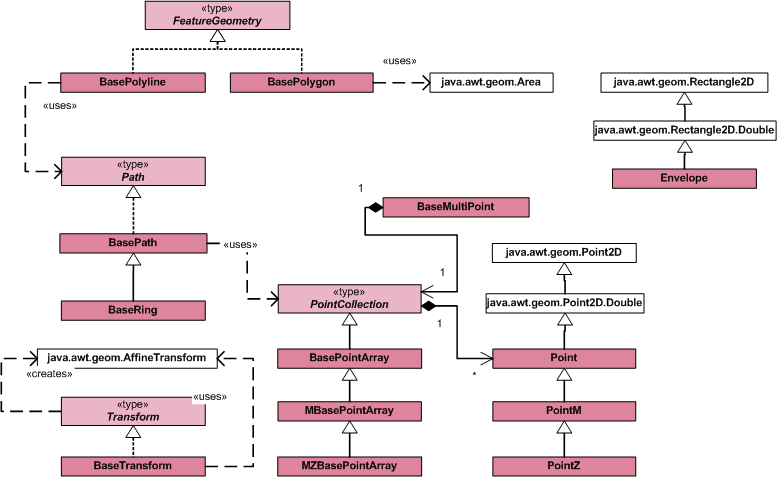 «type»
FeatureGeometry
BasePolyline
BasePolygon
«uses»
java.awt.geom.Area
java.awt.geom.Rectangle2D
«uses»
java.awt.geom.Rectangle2D.Double
«type»
Path
Envelope
1
BaseMultiPoint
BasePath
«uses»
java.awt.geom.Point2D
1
«type»
PointCollection
java.awt.geom.Point2D.Double
BaseRing
1
java.awt.geom.AffineTransform
BasePointArray
Point
«creates»
*
«uses»
«type»
Transform
MBasePointArray
PointM
BaseTransform
MZBasePointArray
PointZ